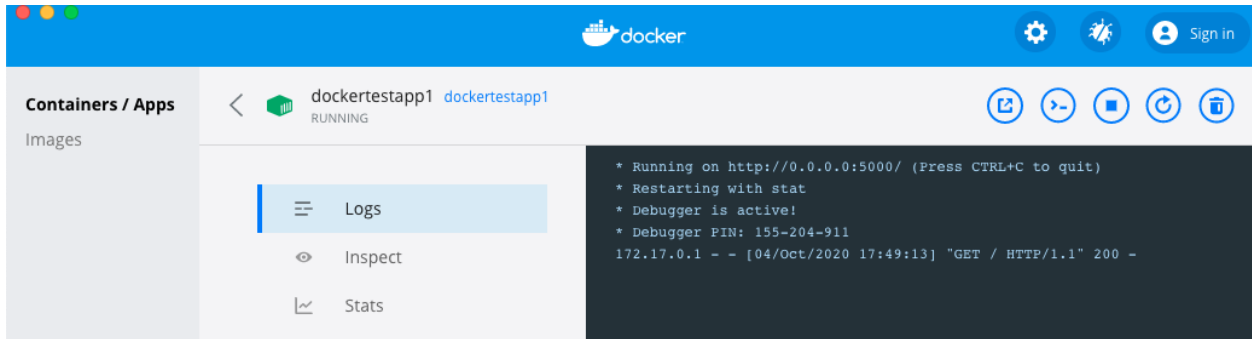 docker
Sign in
Containers / Apps
Images
dockertestapp1 dockertestapp1
RUNNING
Logs
Inspect
Stats
* Running on http://0.0.0.0:5000/ (Press CTRL+C to quit)
* Restarting with stat
* Debugger is active!
* Debugger PIN: 155-204-911
172.17.0.1 - - [04/Oct/2020 17:49:13] "GET / HTTP/1.1" 200 -